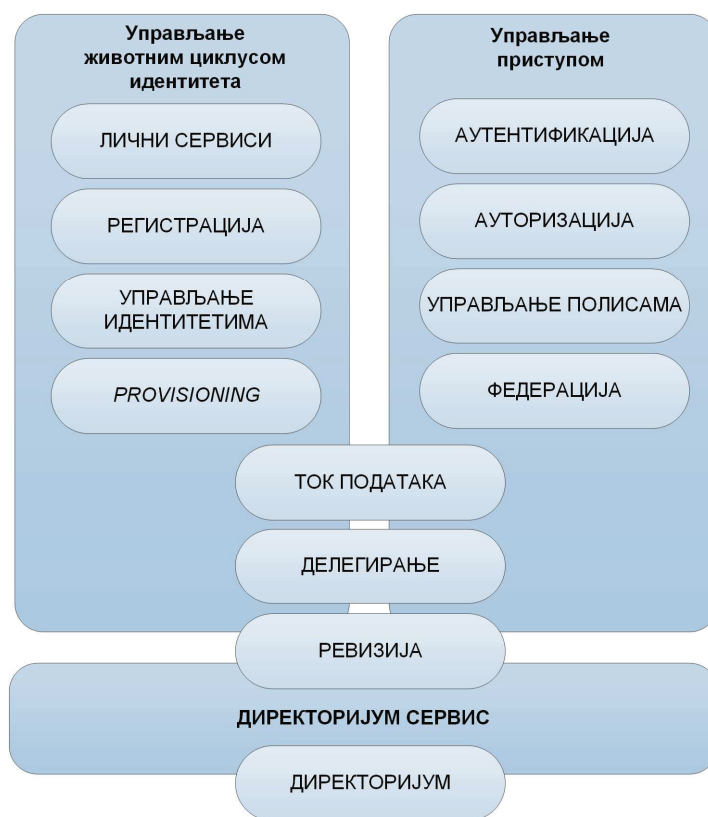 Управљање
животним циклусом
идентитета
ЛИЧНИ СЕРВИСИ
РЕГИСТРАЦИЈА
УПРАВЉАЊЕ
ИДЕНТИТЕТИМА
PROVISIONING
Управљање
приступом
АУТЕНТИФИКАЦИЈА
АУТОРИЗАЦИЈА
УПРАВЉАЊЕ ПОЛИСАМА
ФЕДЕРАЦИЈА
ТОК ПОДАТАКА
ДЕЛЕГИРАЊЕ
РЕВИЗИЈА
ДИРЕКТОРИЈУМ СЕРВИС
ДИРЕКТОРИЈУМ